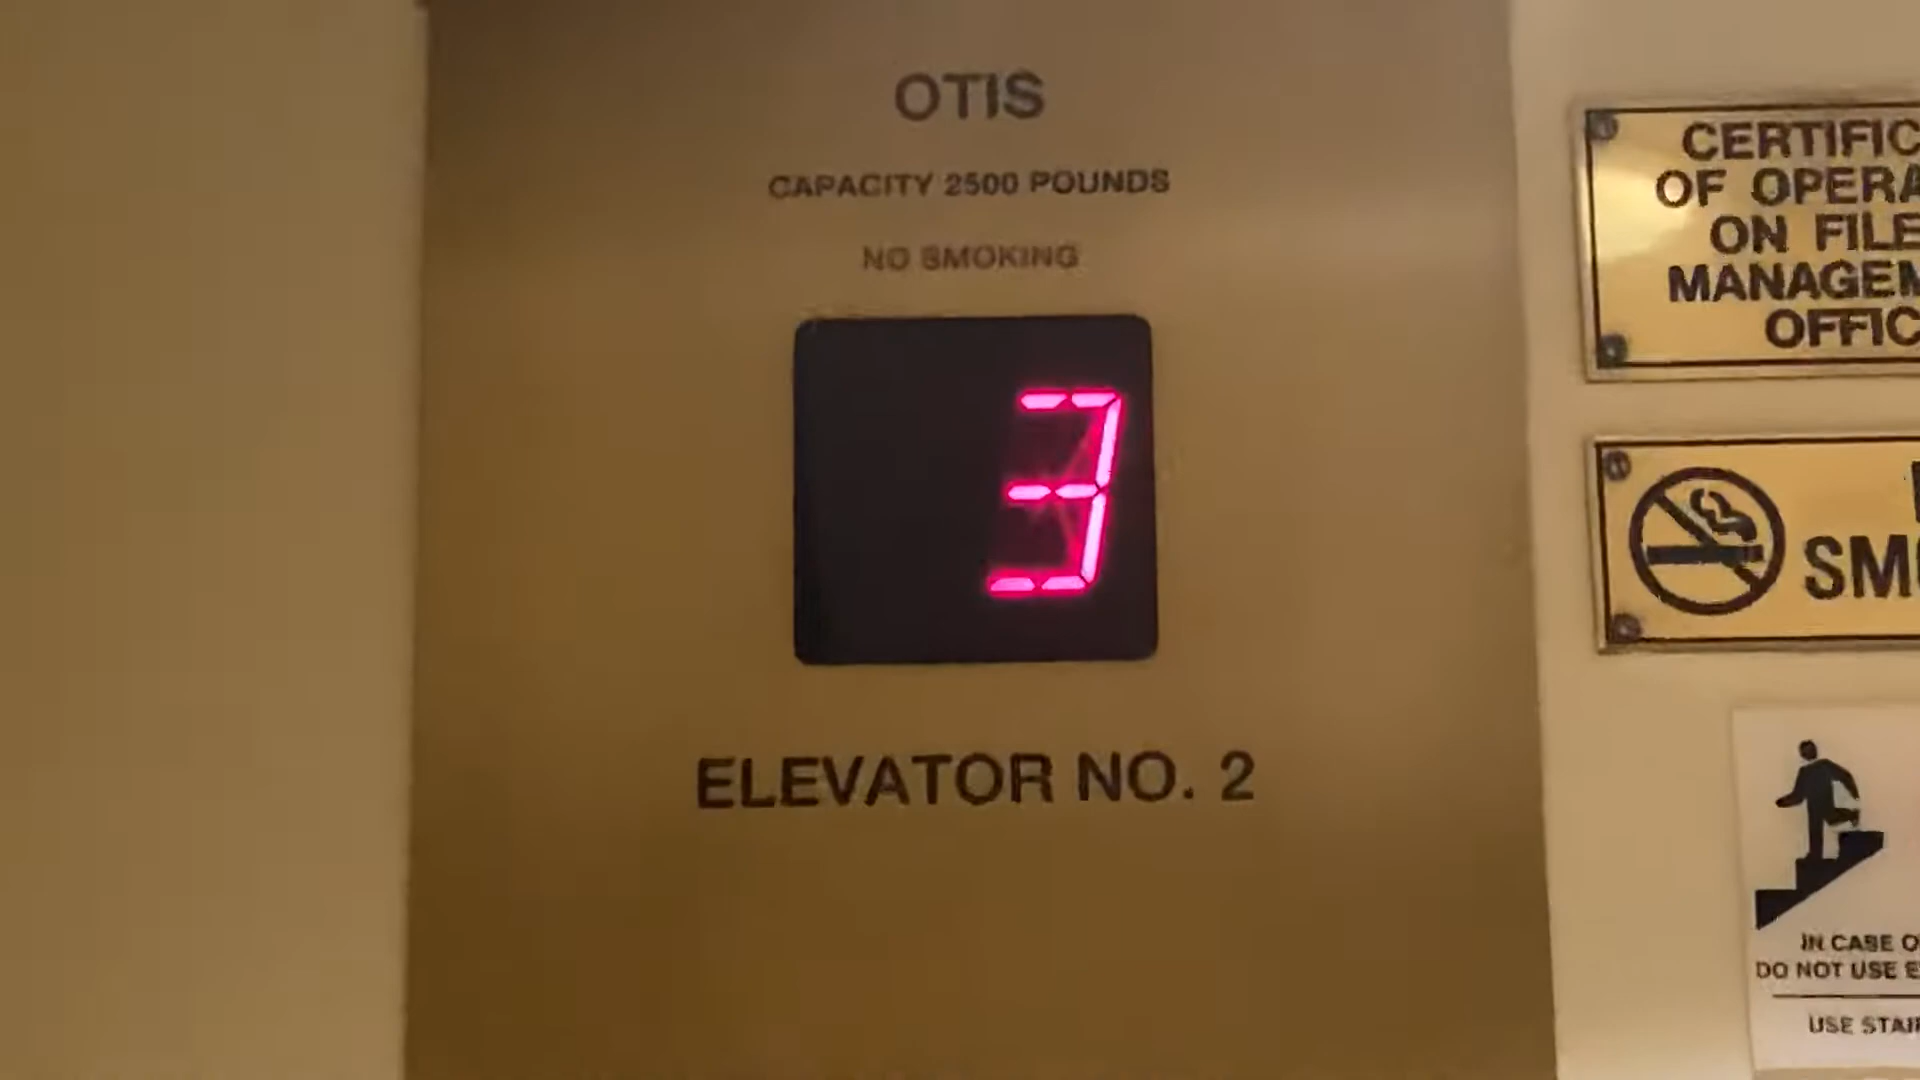 OTIS
CAPACITY 2500 POUNDS
NO SMOKING
3
ELEVATOR NO. 2
CERTIFIC
OF OPERA
ON FILE
MANAGEM
OFFIC
SM
IN CASE O
DO NOT USE E
USE STAIR